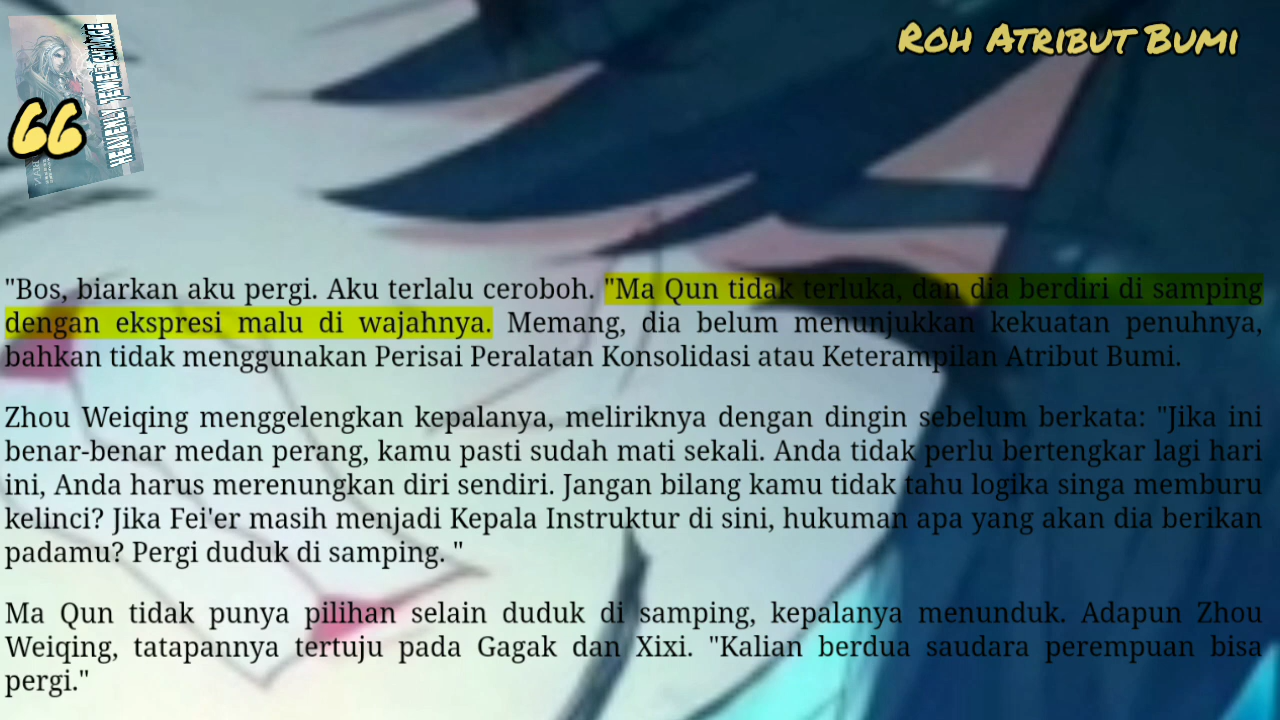 HEAVENLY JEWEL CHANGE
66
Roh Atribut Bumi
"Bos, biarkan aku pergi. Aku terlalu ceroboh. "Ma Qun tidak terluka, dan dia berdiri di samping
dengan ekspresi malu di wajahnya. Memang, dia belum menunjukkan kekuatan penuhnya,
bahkan tidak menggunakan Perisai Peralatan Konsolidasi atau Keterampilan Atribut Bumi.
Zhou Weiqing menggelengkan kepalanya, meliriknya dengan dingin sebelum berkata: "Jika ini
benar-benar medan perang, kamu pasti sudah mati sekali. Anda tidak perlu bertengkar lagi hari
ini, Anda harus merenungkan diri sendiri. Jangan bilang kamu tidak tahu logika singa memburu
kelinci? Jika Fei'er masih menjadi Kepala Instruktur di sini, hukuman apa yang akan dia berikan
padamu? Pergi duduk di samping. "
Ma Qun tidak punya pilihan selain duduk di samping, kepalanya menunduk. Adapun Zhou
Weiqing, tatapannya tertuju pada Gagak dan Xixi. "Kalian berdua saudara perempuan bisa
pergi."